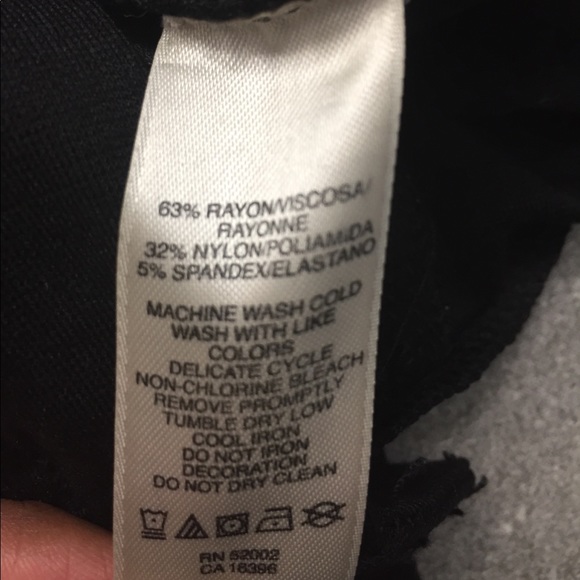 63% RAYON/VISCOSA/
RAYONNE
32% NYLON/POLIAMIDA
5% SPANDEX/ELASTANO
MACHINE WASH COLD
WASH WITH LIKE
COLORS
DELICATE CYCLE
NON-CHLORINE BLEACH
REMOVE PROMPTLY
TUMBLE DRY LOW
COOL IRON
DO NOT IRON
DECORATION
DO NOT DRY CLEAN
RN 52002
CA 16396